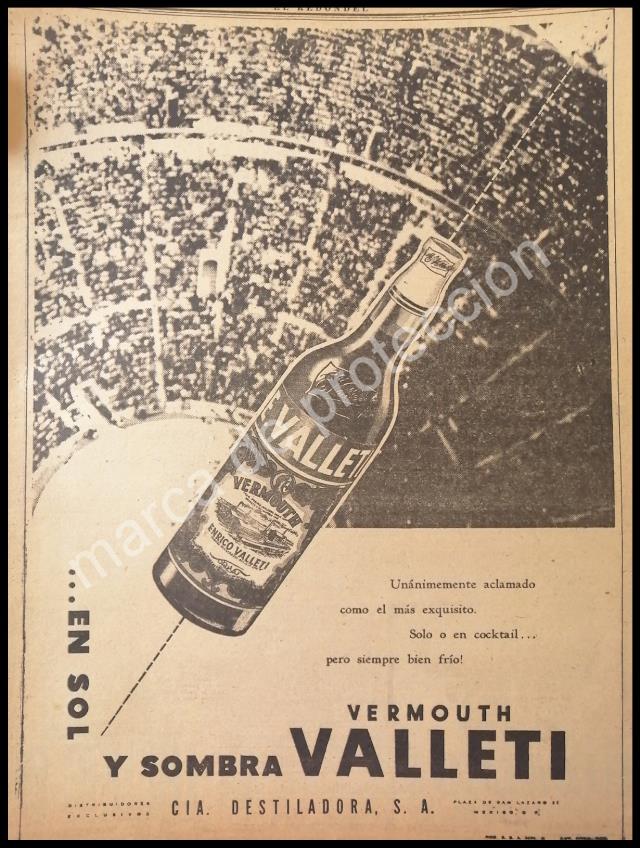 EL REDONDEL
VALLETI
VERMOUTH
ENRICO VALLETI
marca de proteccion
Unánimemente aclamado
como el más exquisito.
Solo o en cocktail...
pero siempre bien frío!
...EN SOL
Y SOMBRA
VERMOUTH
VALLETI
DISTRIBUIDORES
EXCLUSIVOS
CIA. DESTILADORA, S. A.
PLAZA DE SAN LAZARO
MEXICO, D. F.